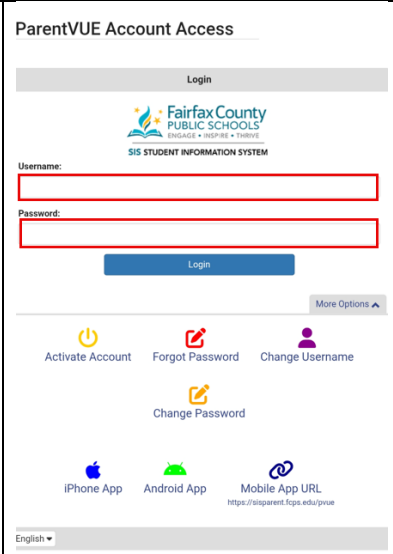 ParentVUE Account Access
Login
Fairfax County
PUBLIC SCHOOLS
ENGAGE • INSPIRE • THRIVE
SIS STUDENT INFORMATION SYSTEM
Username:
Password:
Login
More Options
Activate Account Forgot Password Change Username
Change Password
iPhone App Android App Mobile App URL
https://sisparent.fcps.edu/pvue
English